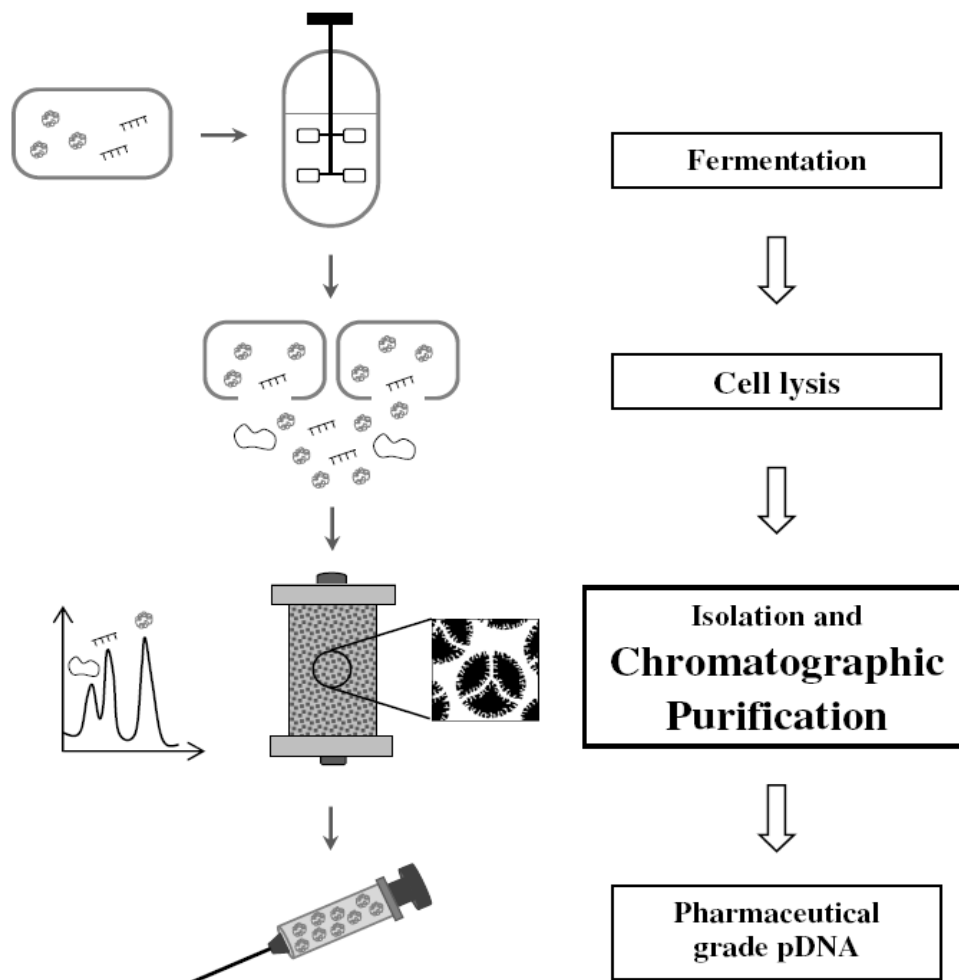 Fermentation
Cell lysis
Isolation and
Chromatographic
Purification
Pharmaceutical
grade pDNA